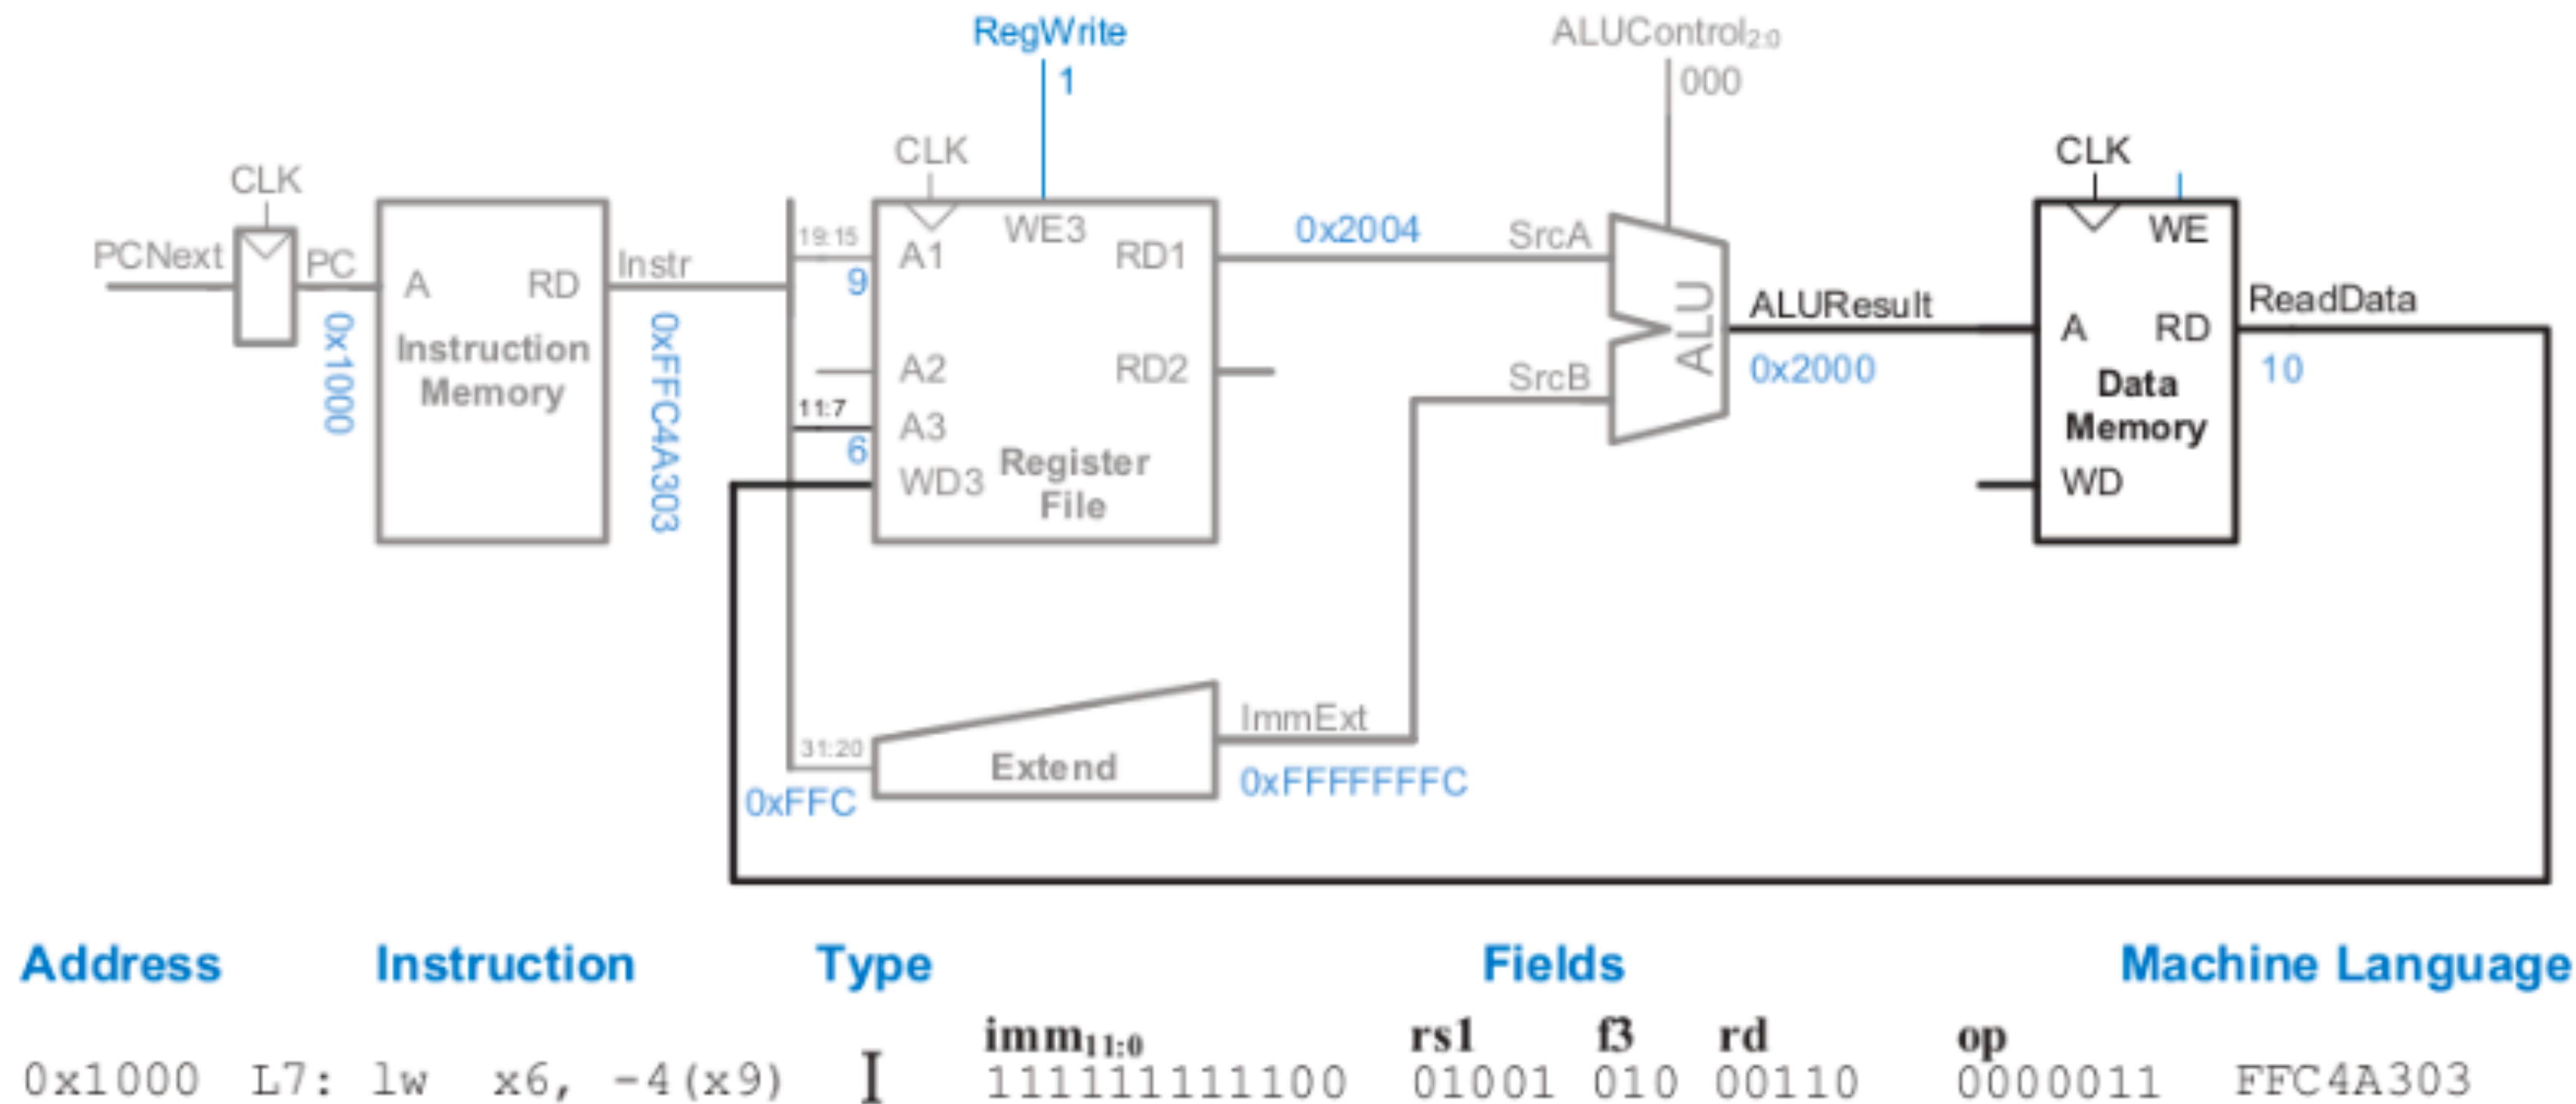 RegWrite
1
ALUControl2:0
000
CLK
PCNext
PC
0x1000
A
RD
Instruction
Memory
Instr
0xFFC4A303
CLK
WE3
19:15
A1
9
RD1
A2
RD2
11:7
A3
6
WD3
Register
File
0x2004
SrcA
SrcB
ALU
ALUResult
0x2000
CLK
WE
A
RD
Data
Memory
WD
ReadData
10
31:20
0xFFC
Extend
ImmExt
0xFFFFFFFC
Address Instruction Type Fields Machine Language
imm11:0 rs1 f3 rd op
0x1000 L7: lw x6, -4(x9) I 111111111100 01001 010 00110 0000011 FFC4A303